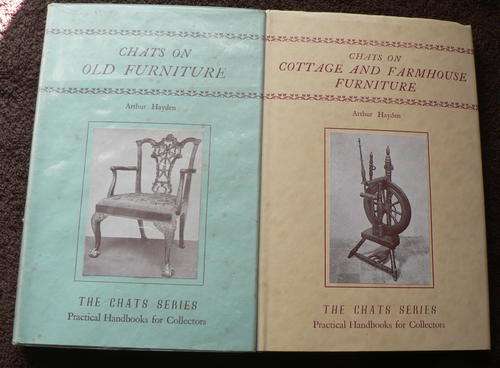 CHATS ON
OLD FURNITURE
Arthur Hayden
THE CHATS SERIES
Practical Handbooks for Collectors
CHATS ON
COTTAGE AND FARMHOUSE
FURNITURE
Arthur Hayden
THE CHATS SERIES
Practical Handbooks for Collectors